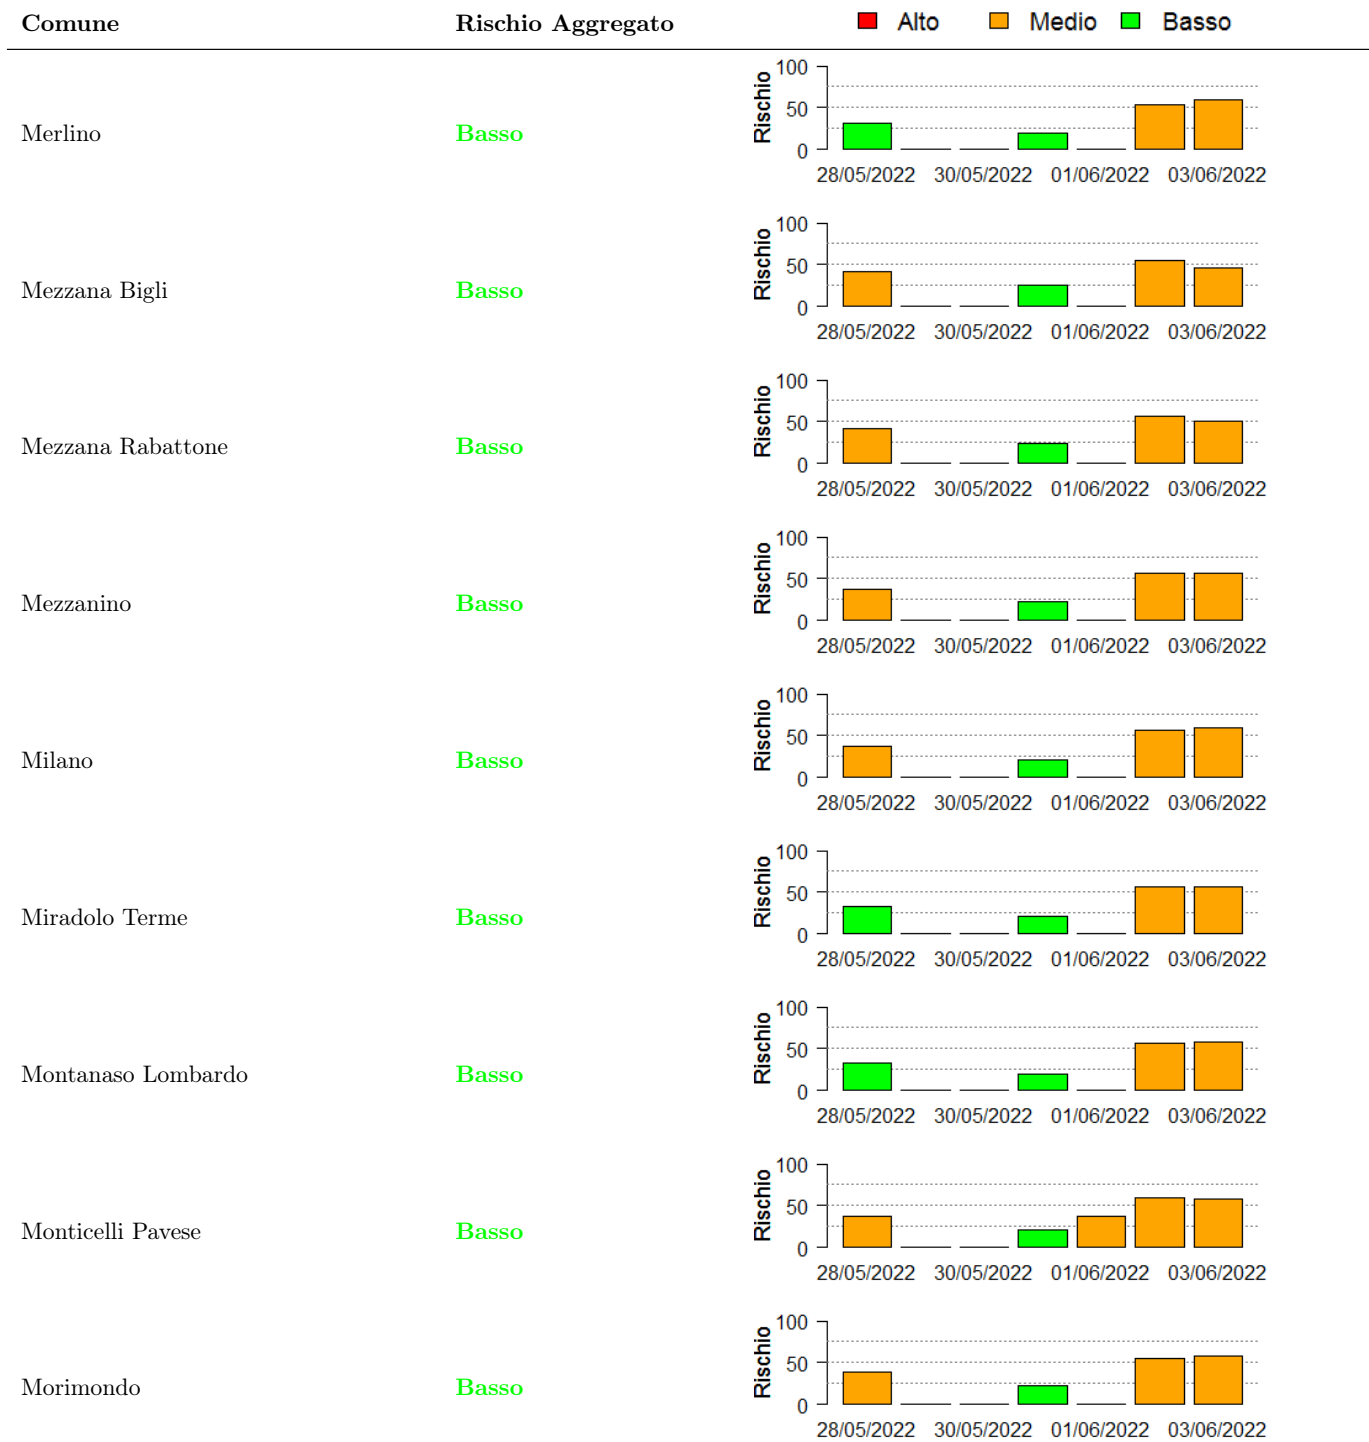 Comune Rischio Aggregato Alto Medio Basso
100
50
0
Rischio
Merlino Basso
28/05/2022 30/05/2022 01/06/2022 03/06/2022
100
50
0
Rischio
Mezzana Bigli Basso
28/05/2022 30/05/2022 01/06/2022 03/06/2022
100
50
0
Rischio
Mezzana Rabattone Basso
28/05/2022 30/05/2022 01/06/2022 03/06/2022
100
50
0
Rischio
Mezzanino Basso
28/05/2022 30/05/2022 01/06/2022 03/06/2022
100
50
0
Rischio
Milano Basso
28/05/2022 30/05/2022 01/06/2022 03/06/2022
100
50
0
Rischio
Miradolo Terme Basso
28/05/2022 30/05/2022 01/06/2022 03/06/2022
100
50
0
Rischio
Montanaso Lombardo Basso
28/05/2022 30/05/2022 01/06/2022 03/06/2022
100
50
0
Rischio
Monticelli Pavese Basso
28/05/2022 30/05/2022 01/06/2022 03/06/2022
100
50
0
Rischio
Morimondo Basso
28/05/2022 30/05/2022 01/06/2022 03/06/2022